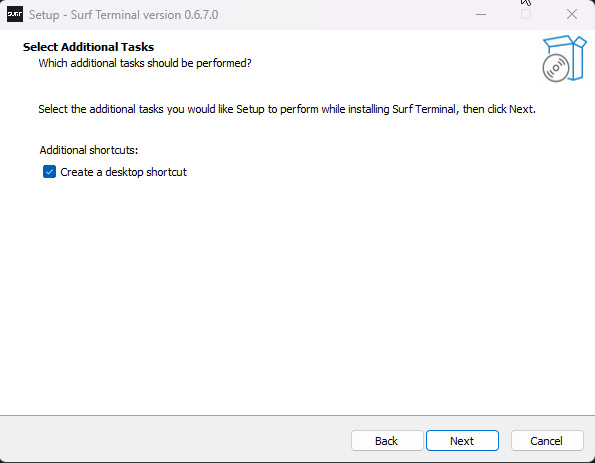 SURF Setup - Surf Terminal version 0.6.7.0
Select Additional Tasks
Which additional tasks should be performed?
Select the additional tasks you would like Setup to perform while installing Surf Terminal, then click Next.
Additional shortcuts:
Create a desktop shortcut
Back Next Cancel